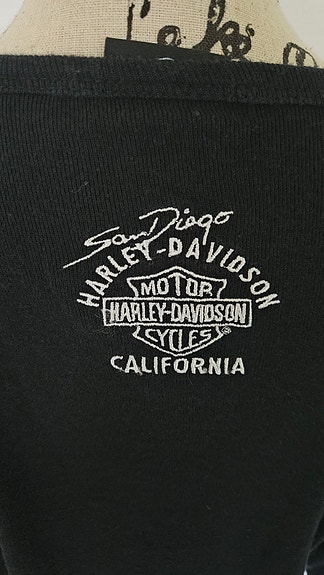 San Diego
HARLEY-DAVIDSON
MOTOR
HARLEY-DAVIDSON
CYCLES®
CALIFORNIA